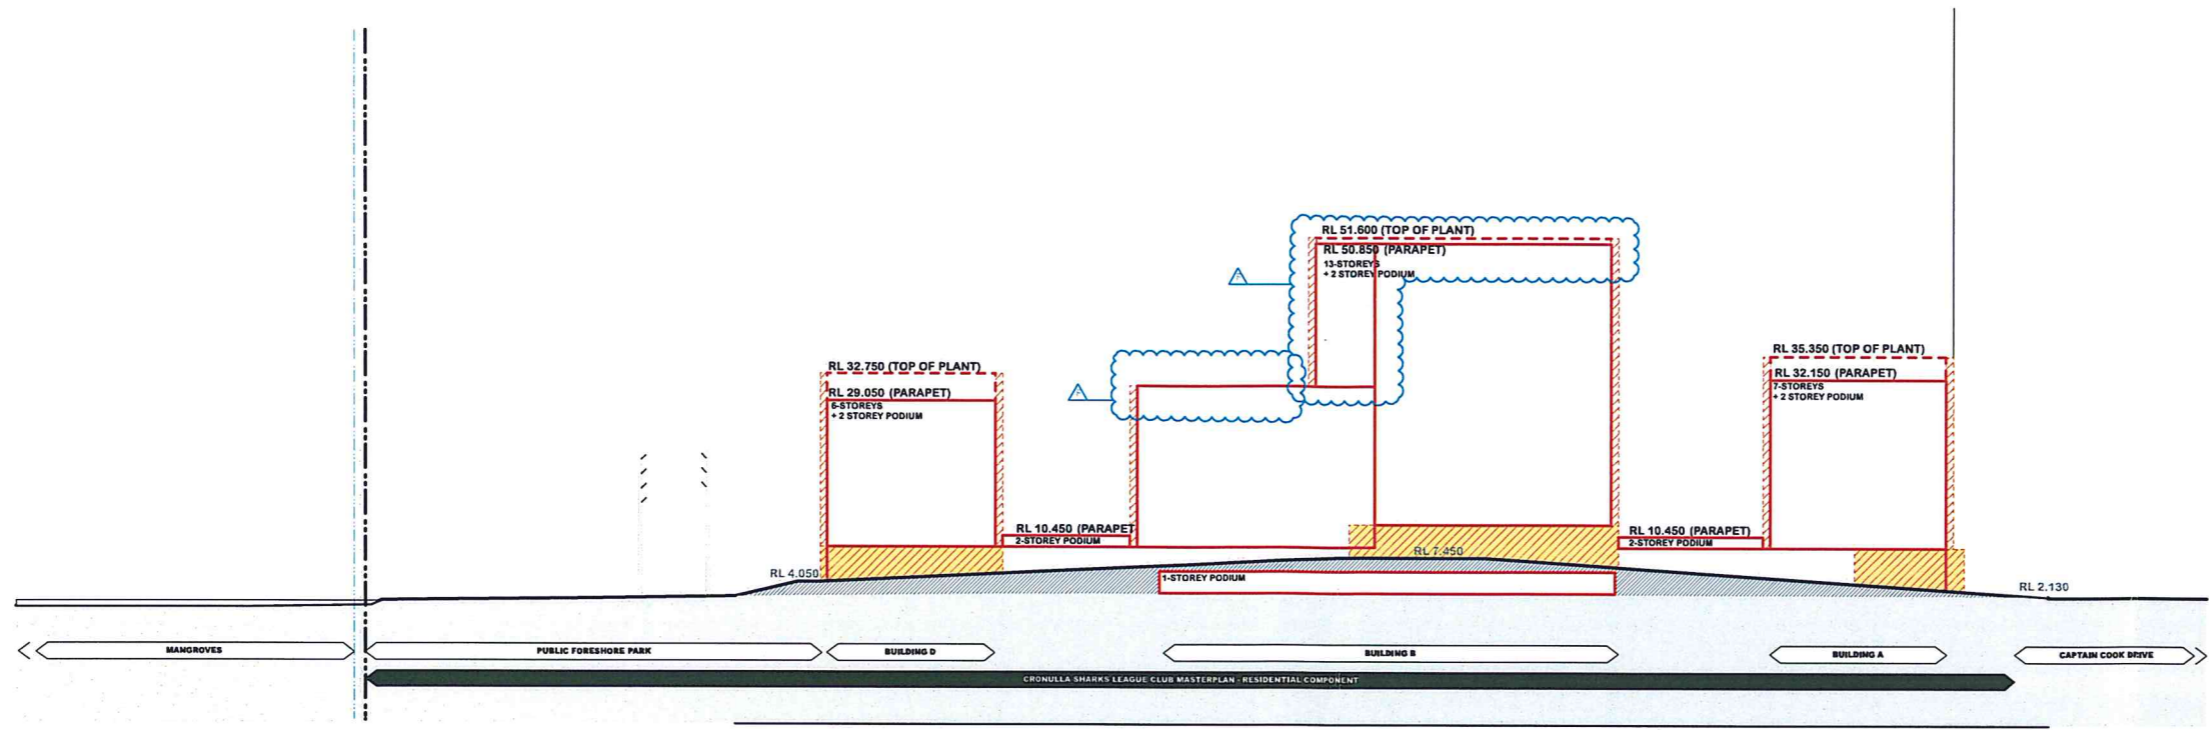 RL 51.600 (TOP OF PLANT)
RL 50.850 (PARAPET)
13-STOREYS
+ 2 STOREY PODIUM
RL 32.750 (TOP OF PLANT)
RL 29.050 (PARAPET)
6-STOREYS
+ 2 STOREY PODIUM
RL 35.350 (TOP OF PLANT)
RL 32.150 (PARAPET)
7-STOREYS
+ 2 STOREY PODIUM
RL 10.450 (PARAPET
2-STOREY PODIUM
RL 10.450 (PARAPET)
2-STOREY PODIUM
RL 7.450
RL 4.050
1-STOREY PODIUM
RL 2.130
MANGROVES
PUBLIC FORESHORE PARK
BUILDING D
BUILDING B
BUILDING A
CAPTAIN COOK DRIVE
CRONULLA SHARKS LEAGUE CLUB MASTERPLAN - RESIDENTIAL COMPONENT